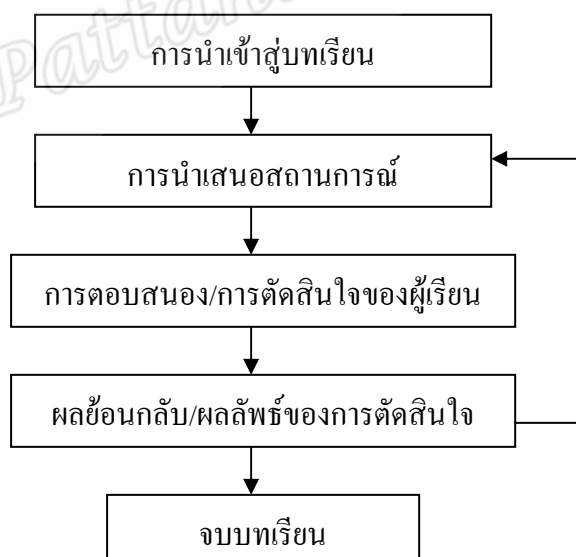 Pattan
การนำเข้าสู่บทเรียน
การนำเสนอสถานการณ์
การตอบสนอง/การตัดสินใจของผู้เรียน
ผลย้อนกลับ/ผลลัพธ์ของการตัดสินใจ
จบบทเรียน